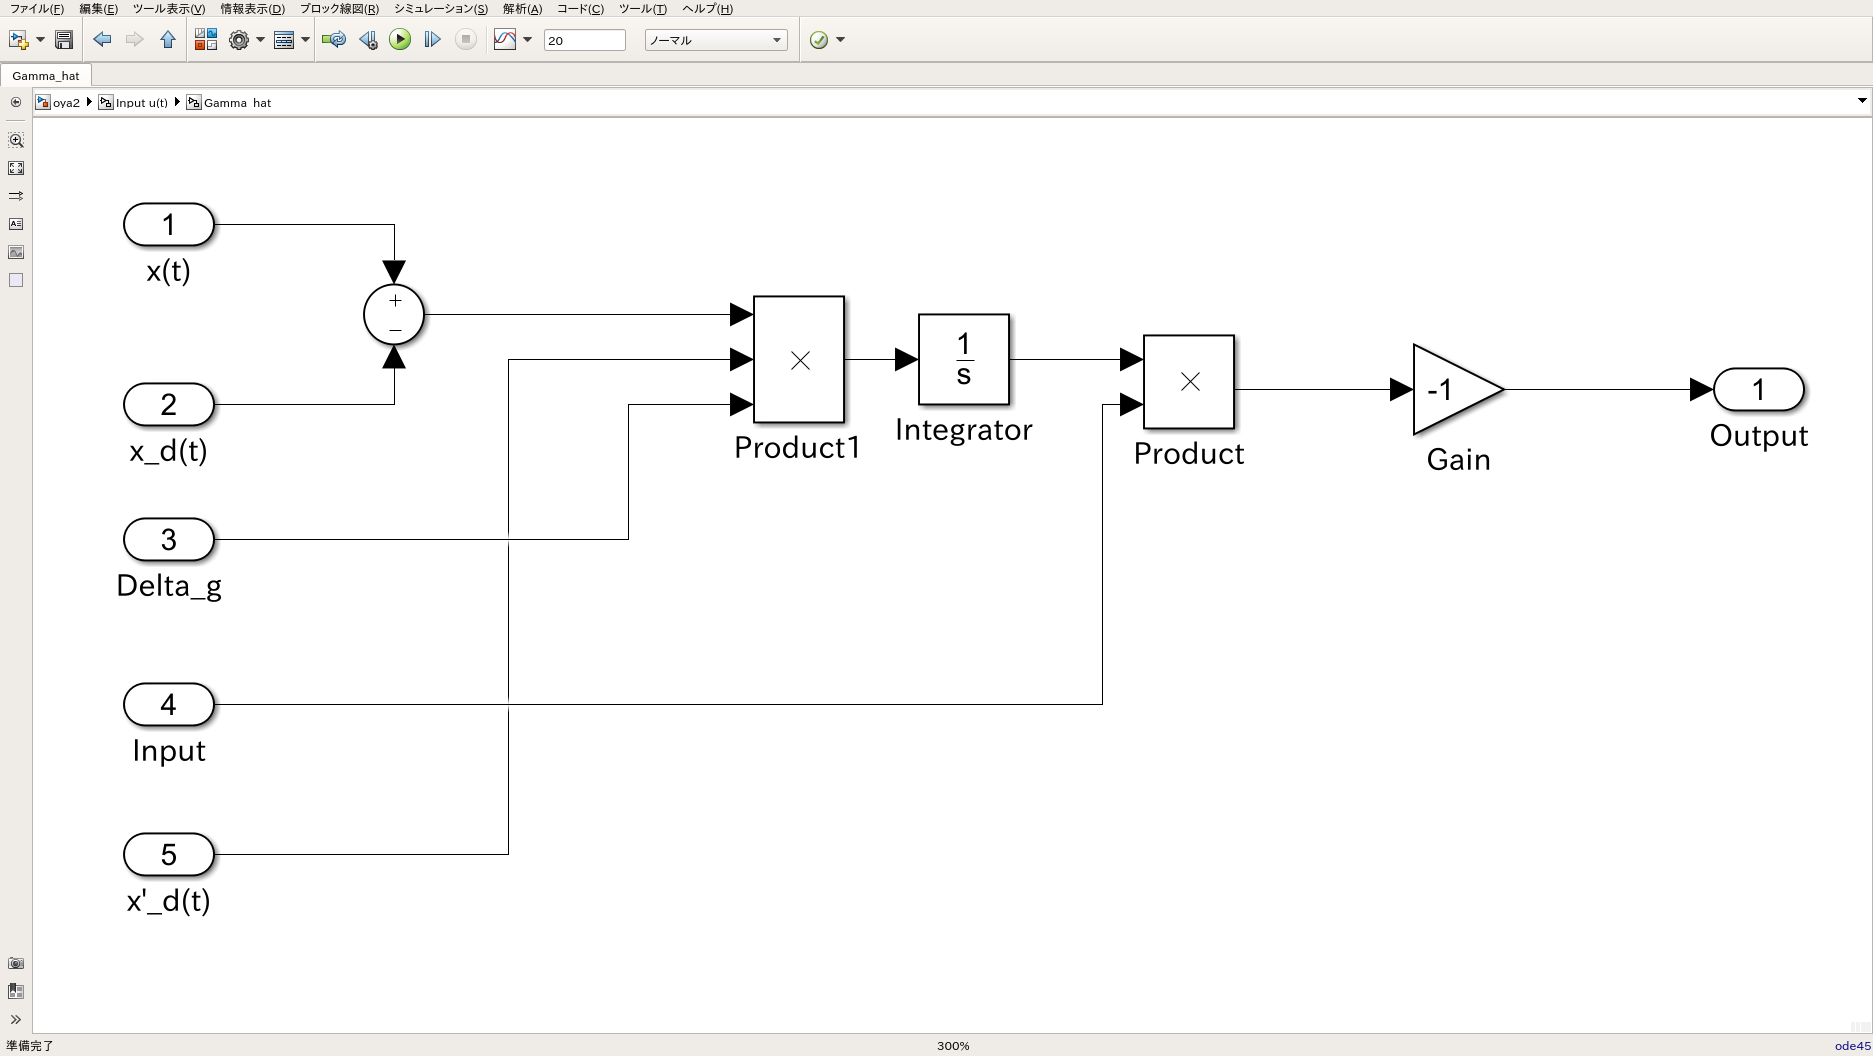 ファイル(F) 編集(E) ツール表示(V) 情報表示(D) ブロック線図(R) シミュレーション(S) 解析(A) コード(C) ツール(T) ヘルプ(H)
20 ノーマル
Gamma_hat
oya2 Input u(t) Gamma_hat
1
x(t)
+
−
2
x_d(t)
3
Delta_g
4
Input
5
x'_d(t)
×
Product1
1
s
Integrator
×
Product
-1
Gain
1
Output
準備完了 300% ode45